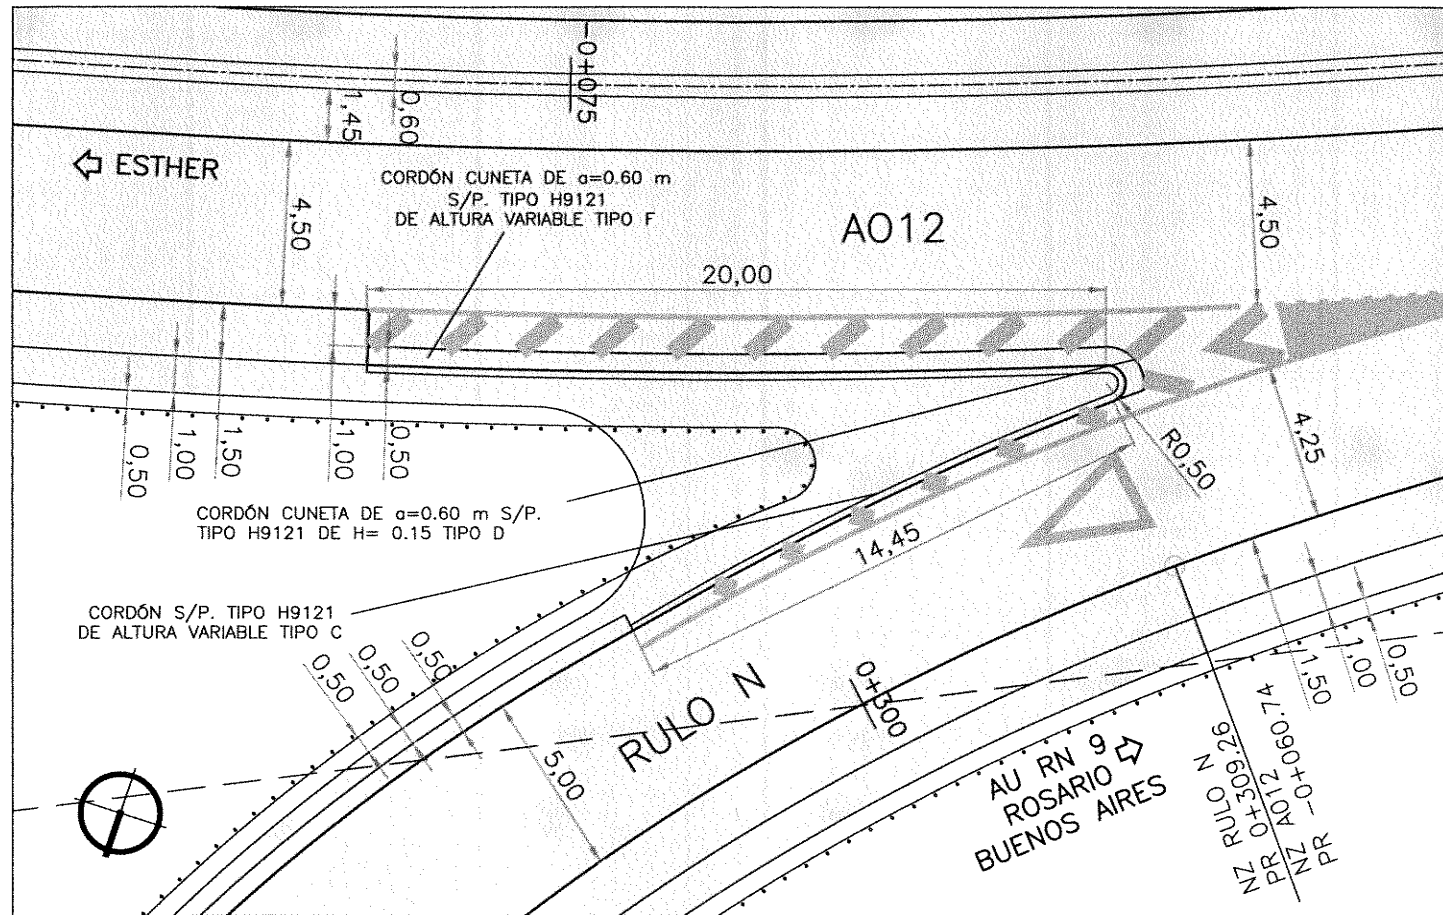 -0+075
0,60
1,45
⇦ ESTHER
CORDÓN CUNETA DE a=0.60 m
S/P. TIPO H9121
DE ALTURA VARIABLE TIPO F
AO12
4,50
4,50
20,00
0,50
1,00
1,50
1,00
0,50
R0,50
4,25
CORDÓN CUNETA DE a=0.60 m S/P.
TIPO H9121 DE H= 0.15 TIPO D
14,45
CORDÓN S/P. TIPO H9121
DE ALTURA VARIABLE TIPO C
0,50
0,50
0,50
RULO N
0+300
5,00
1,50
1,00
0,50
AU RN 9 ⇨
ROSARIO
BUENOS AIRES
NZ RULO N
PR 0+309.26
NZ AO12
PR -0+060.74